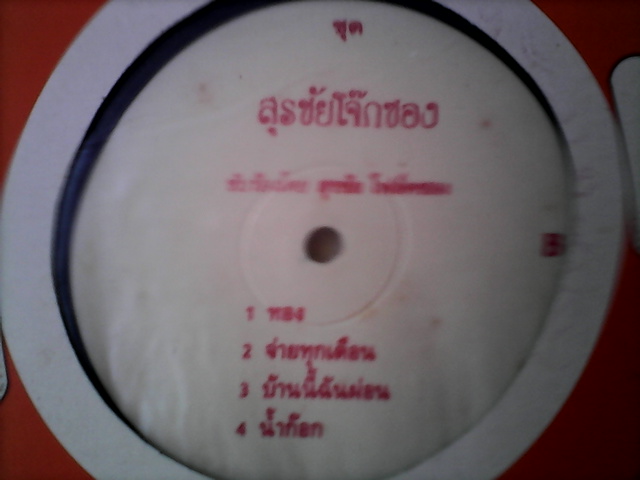 ชุด
สุรชัยโจ๊กซอง
ขับร้องโดย สุรชัย
B
1 ทอง
2 จ่ายทุกเดือน
3 บ้านนี้ฉันผ่อน
4 น้ำก๊อก